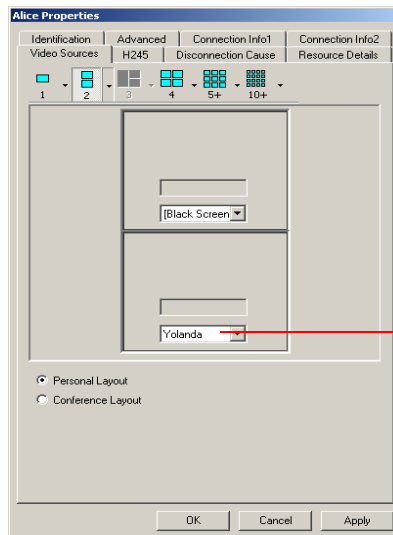 Alice Properties
Identification Advanced Connection Info1 Connection Info2
Video Sources H245 Disconnection Cause Resource Details
1 2 3 4 5+ 10+
[Black Screen
Yolanda
Personal Layout
Conference Layout
OK Cancel Apply